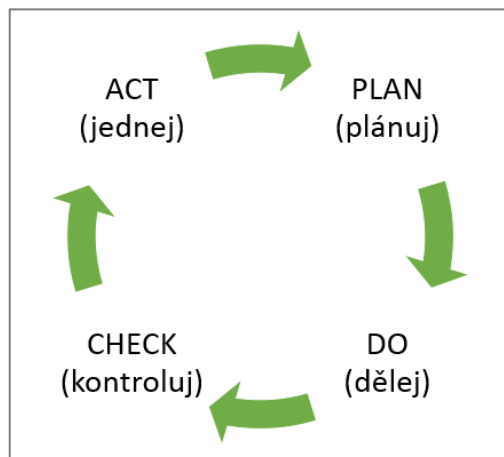 ACT
(jednej)
PLAN
(plánuj)
CHECK
(kontroluj)
DO
(dělej)